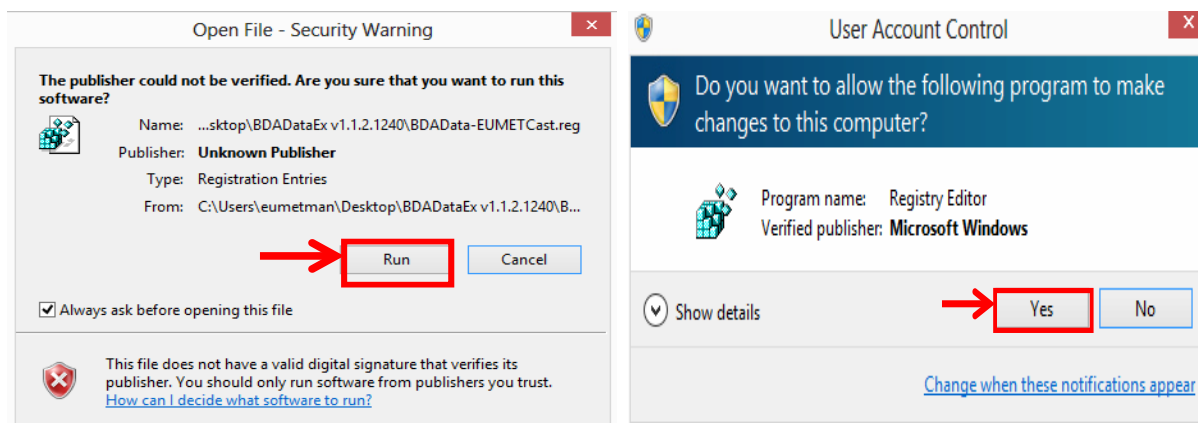 Open File - Security Warning
×
The publisher could not be verified. Are you sure that you want to run this
software?
Name: ...sktop\BDADataEx v1.1.2.1240\BDAData-EUMETCast.reg
Publisher: Unknown Publisher
Type: Registration Entries
From: C:\Users\eumetman\Desktop\BDADataEx v1.1.2.1240\B...
Run Cancel
Always ask before opening this file
This file does not have a valid digital signature that verifies its
publisher. You should only run software from publishers you trust.
How can I decide what software to run?
User Account Control
X
Do you want to allow the following program to make
changes to this computer?
Program name: Registry Editor
Verified publisher: Microsoft Windows
Show details Yes No
Change when these notifications appear